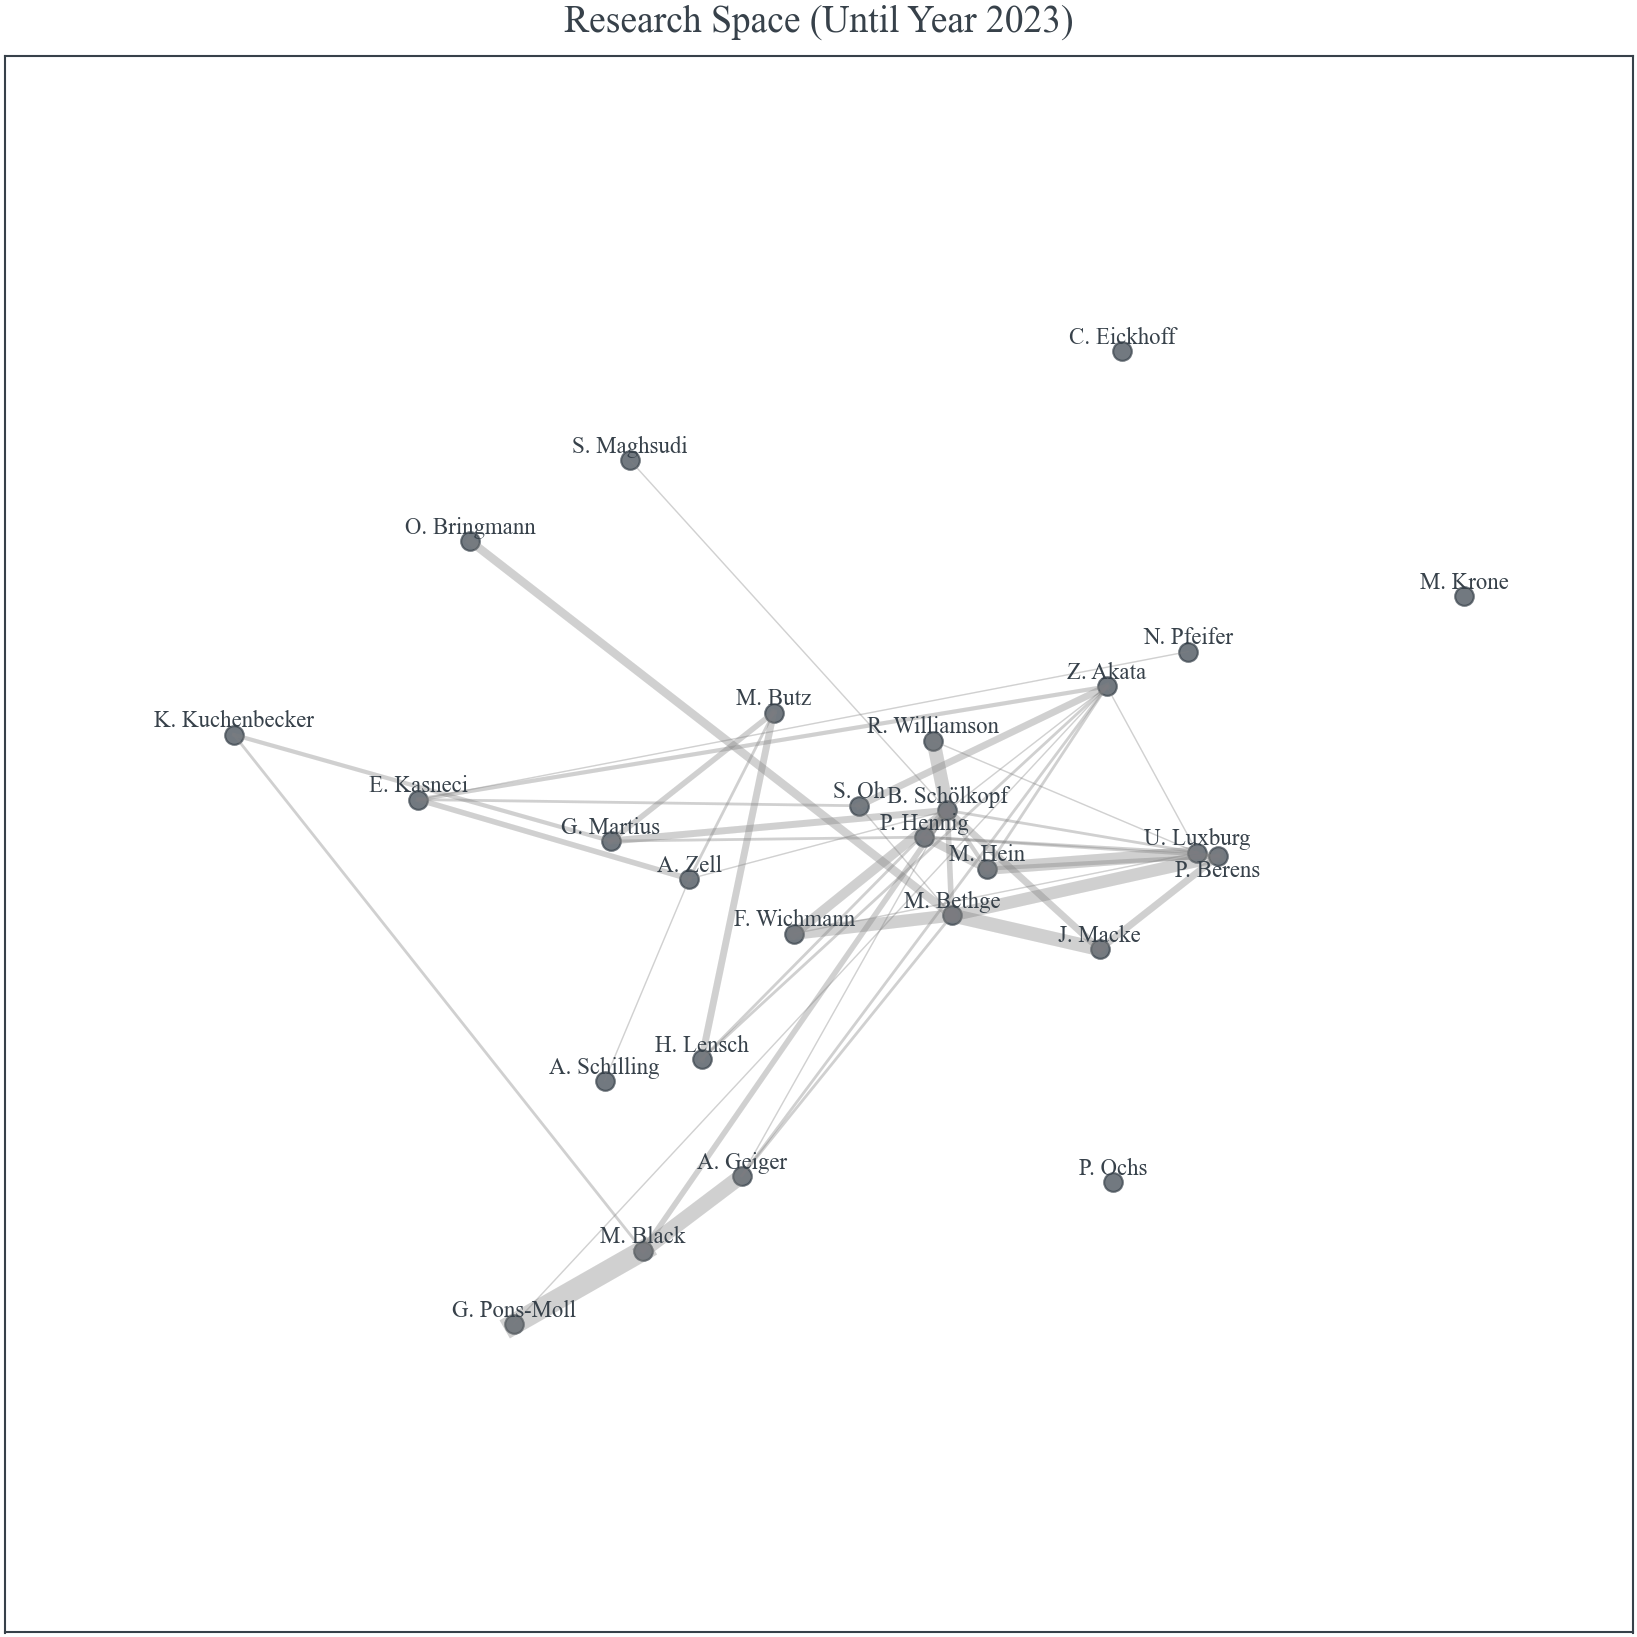 Research Space (Until Year 2023)
C. Eickhoff
S. Maghsudi
O. Bringmann
M. Krone
N. Pfeifer
Z. Akata
M. Butz
K. Kuchenbecker
R. Williamson
E. Kasneci
S. Oh
B. Schölkopf
P. Hennig
G. Martius
U. Luxburg
M. Hein
A. Zell
P. Berens
M. Bethge
F. Wichmann
J. Macke
H. Lensch
A. Schilling
A. Geiger
P. Ochs
M. Black
G. Pons-Moll